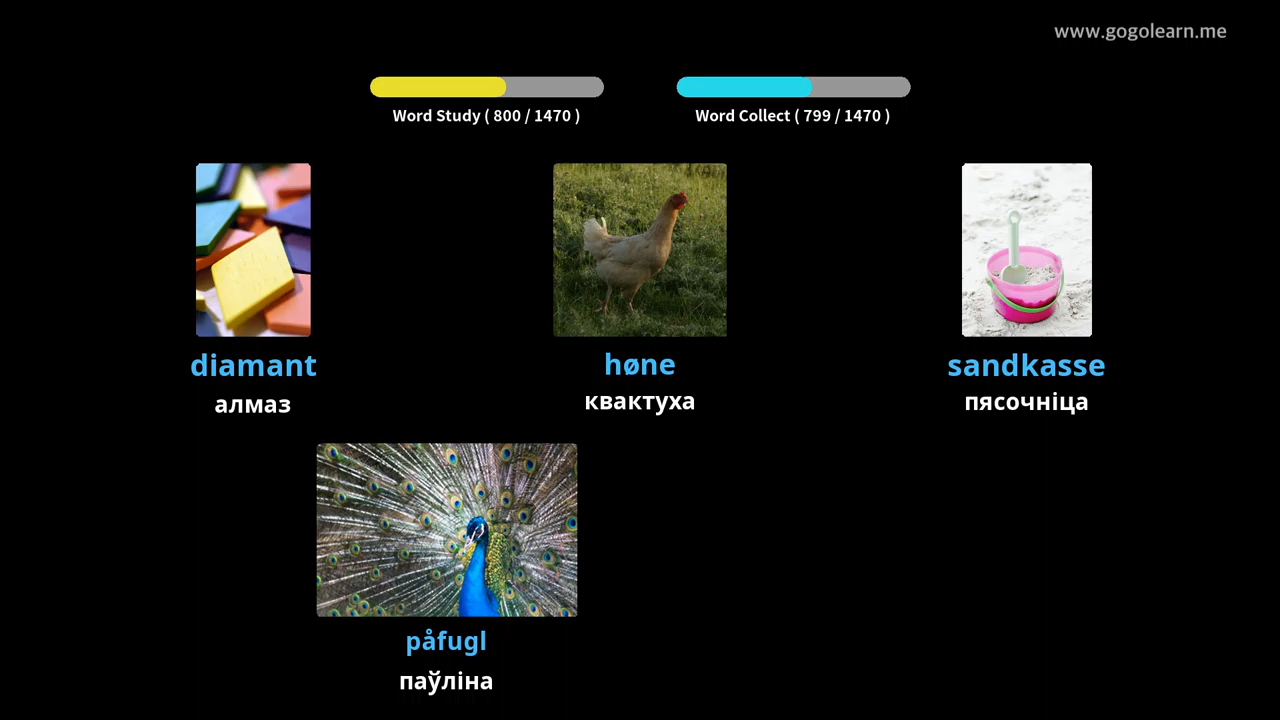 www.gogolearn.me
Word Study ( 800 / 1470 )
Word Collect ( 799 / 1470 )
diamant
алмаз
høne
квактуха
sandkasse
пясочніца
påfugl
паўліна